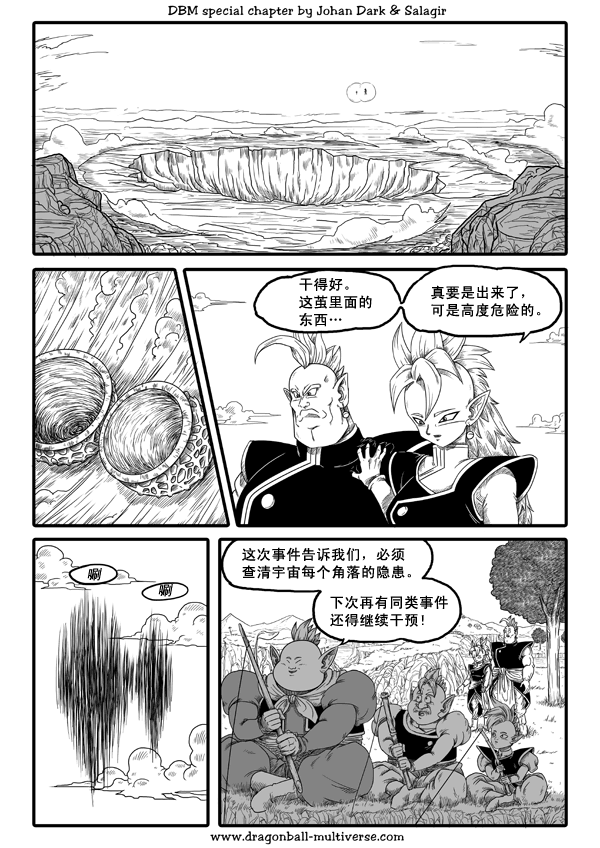 DBM special chapter by Johan Dark & Salagir
干得好。
这茧里面的
东西…
真要是出来了，
可是高度危险的。
唰
唰
这次事件告诉我们，必须
查清宇宙每个角落的隐患。
下次再有同类事件
还得继续干预！
www.dragonball-multiverse.com